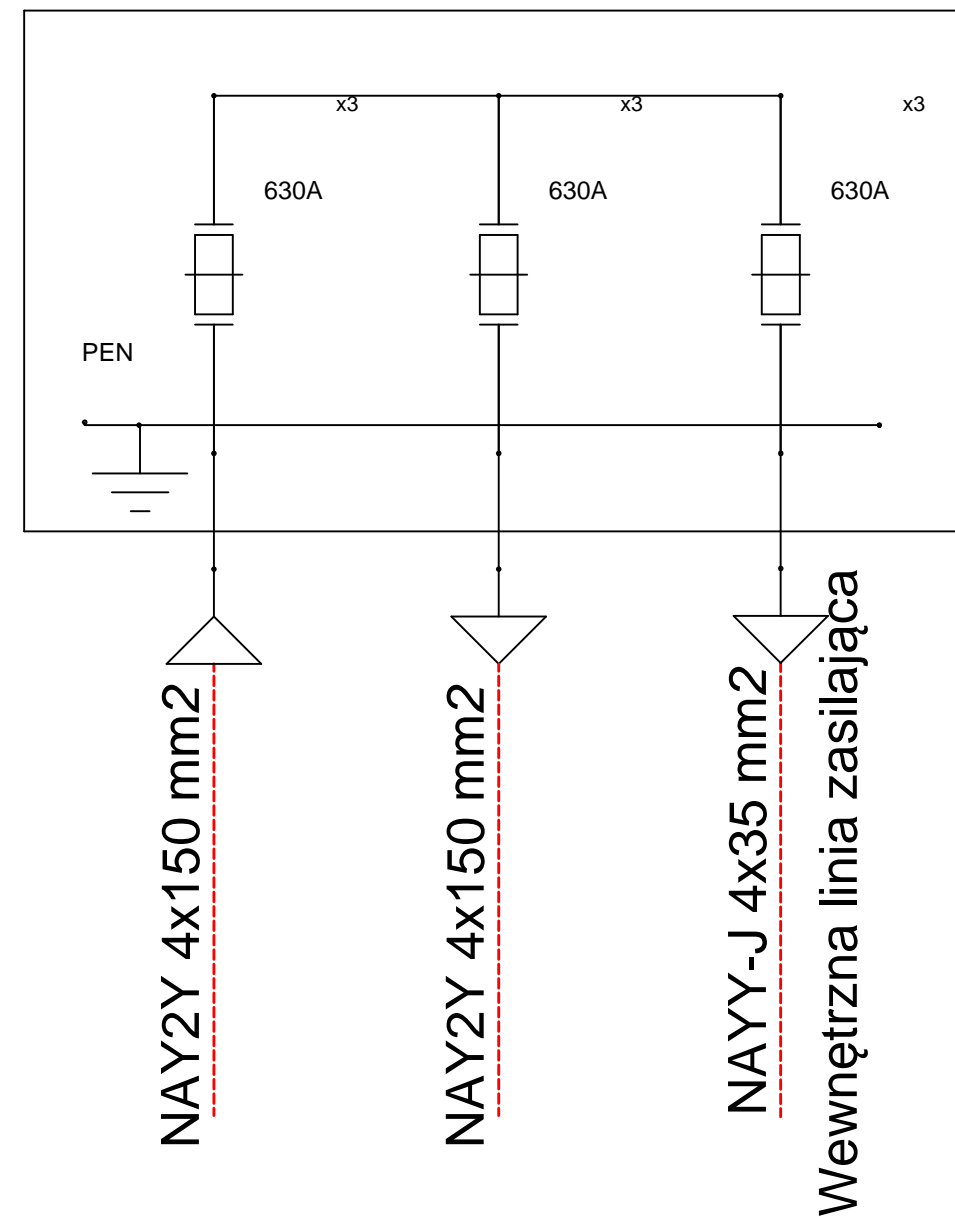 x3
x3
x3
630A
630A
630A
PEN
NAY2Y 4x150 mm2
NAY2Y 4x150 mm2
NAYY-J 4x35 mm2
Wewnętrzna linia zasilająca